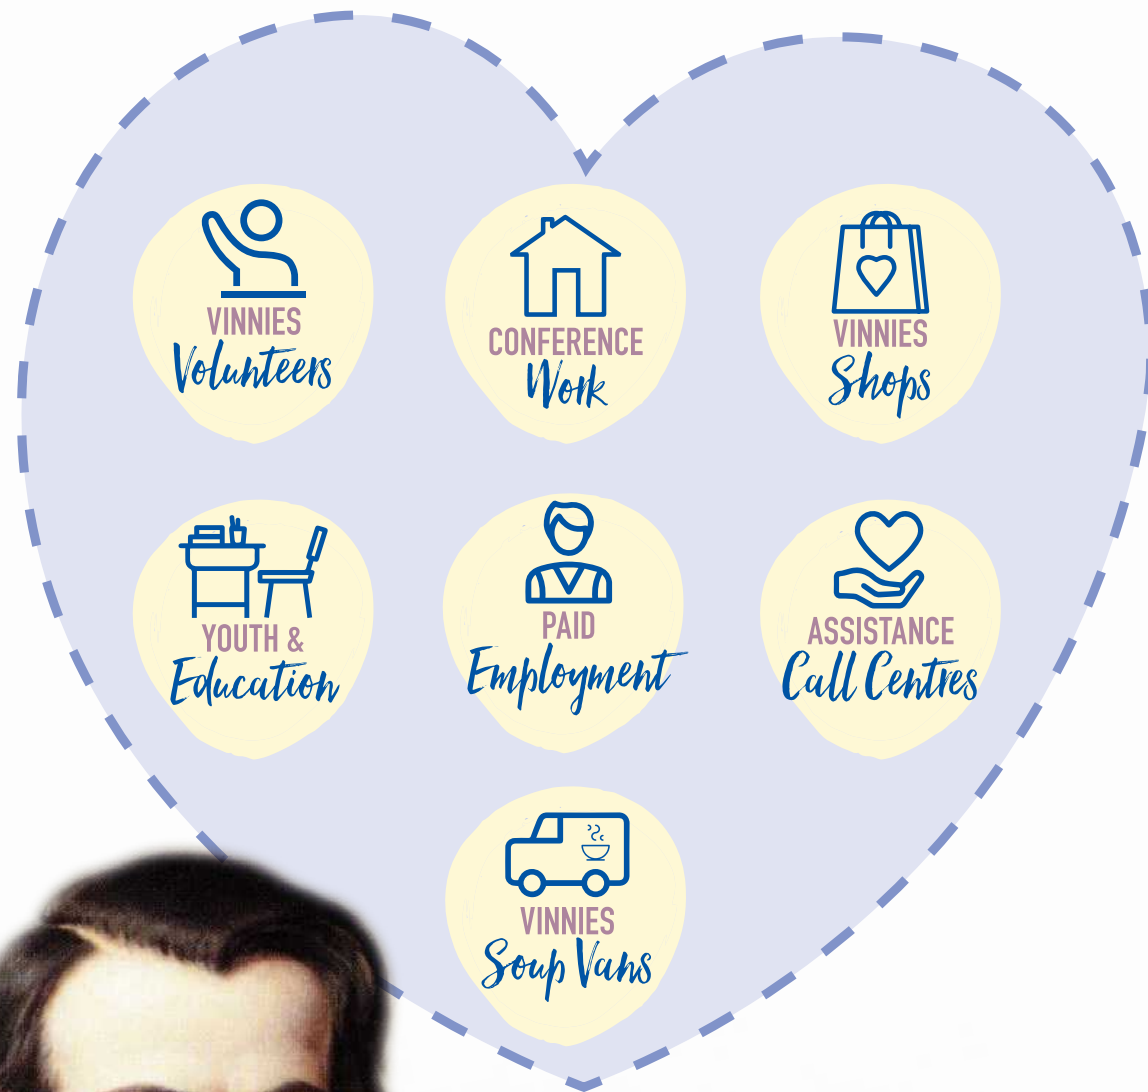 VINNIES
Volunteers
CONFERENCE
Work
VINNIES
Shops
YOUTH &
Education
PAID
Employment
ASSISTANCE
Call Centres
VINNIES
Soup Vans